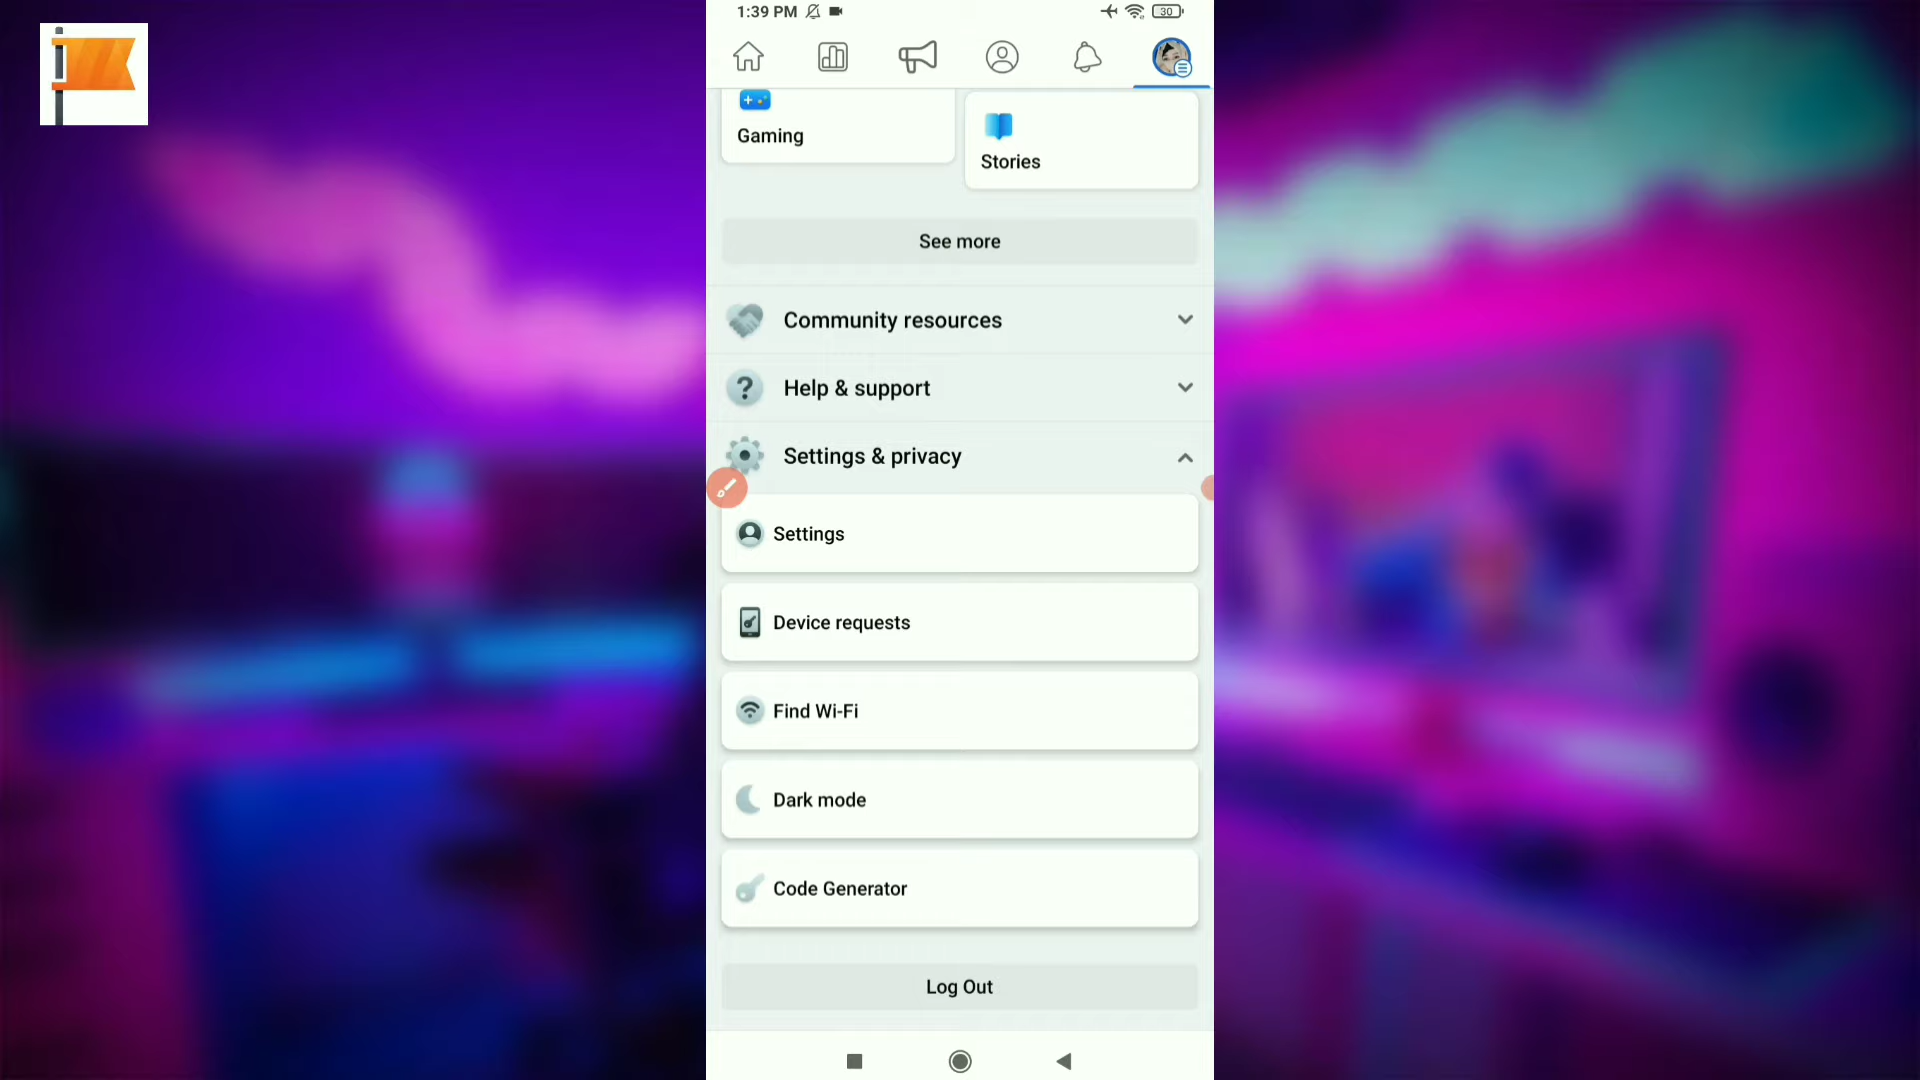 1:39 PM
30
Gaming
Stories
See more
Community resources
Help & support
Settings & privacy
Settings
Device requests
Find Wi-Fi
Dark mode
Code Generator
Log Out